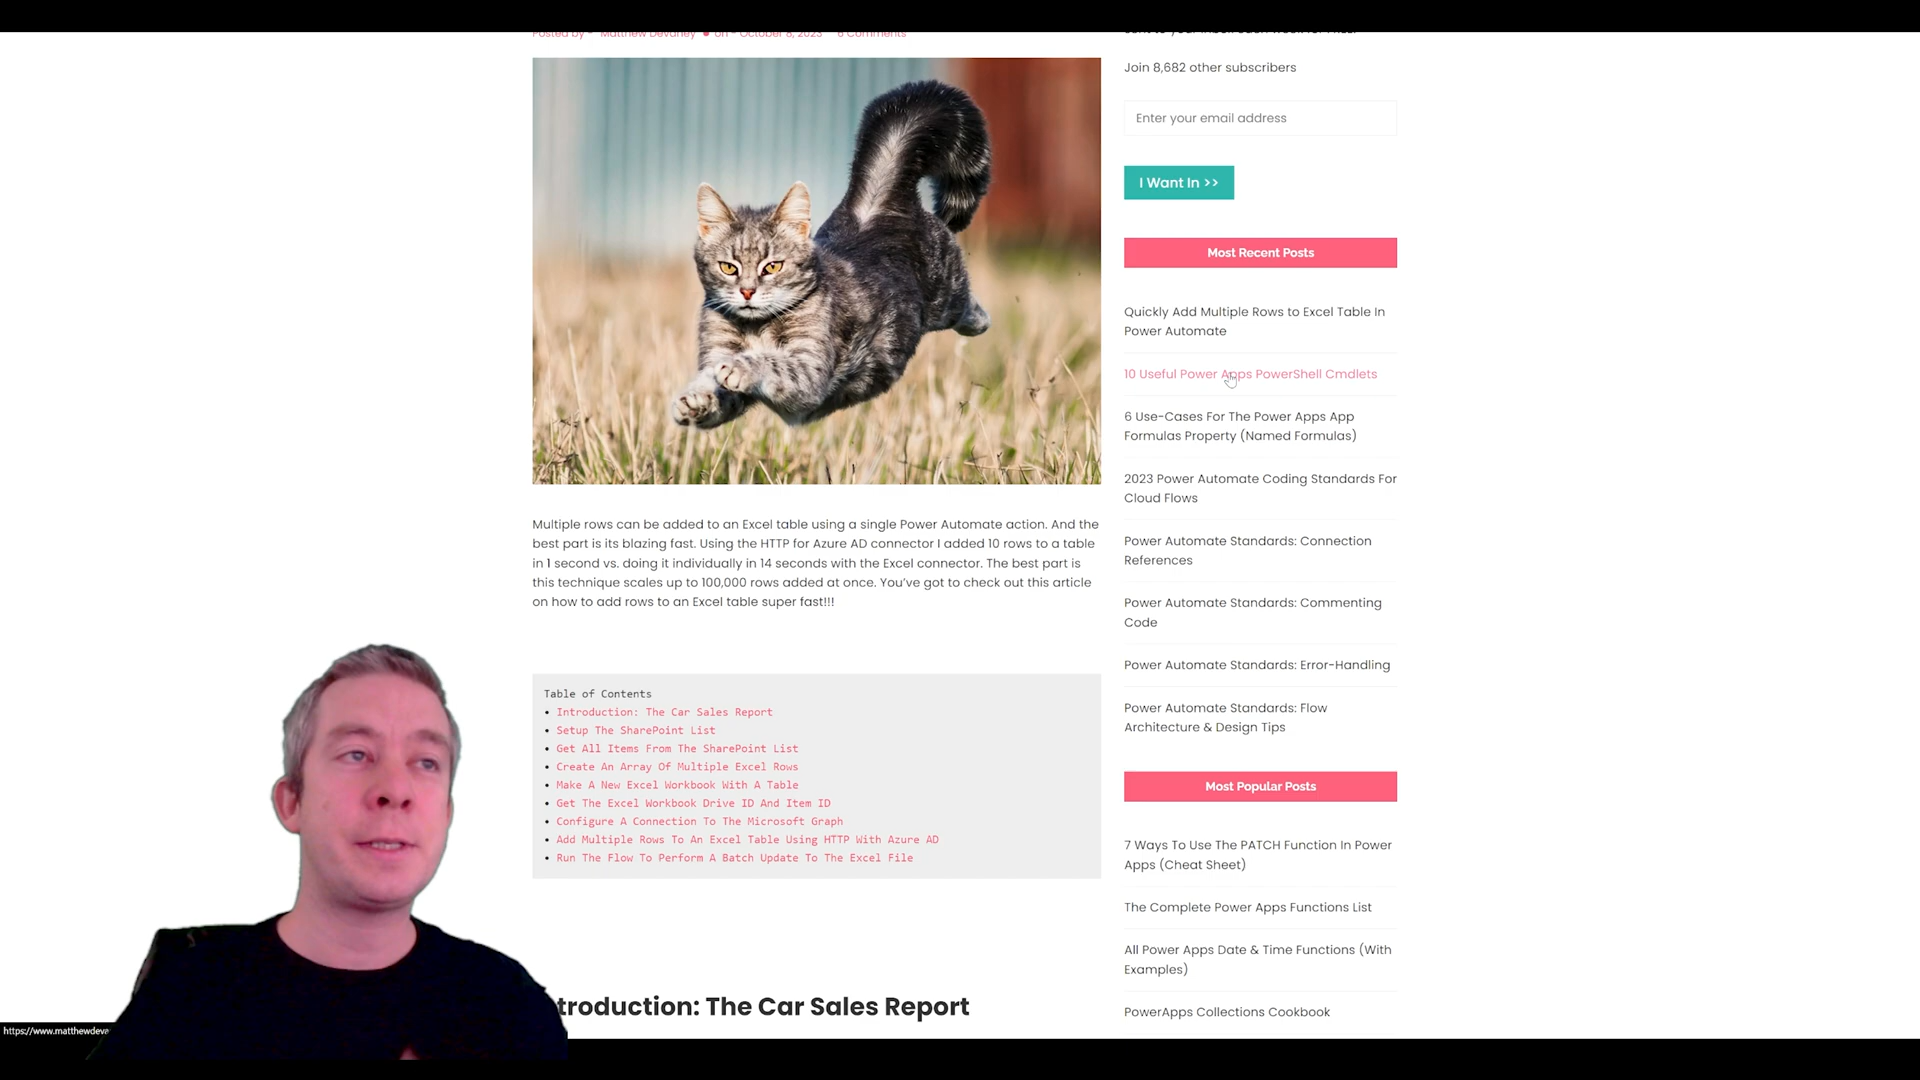 Posted by - Matthew Devaney • on - October 8, 2023 6 Comments
Join 8,682 other subscribers
Enter your email address
I Want In >>
Most Recent Posts
Quickly Add Multiple Rows to Excel Table In
Power Automate
10 Useful Power Apps PowerShell Cmdlets
6 Use-Cases For The Power Apps App
Formulas Property (Named Formulas)
2023 Power Automate Coding Standards For
Cloud Flows
Power Automate Standards: Connection
References
Power Automate Standards: Commenting
Code
Power Automate Standards: Error-Handling
Power Automate Standards: Flow
Architecture & Design Tips
Most Popular Posts
7 Ways To Use The PATCH Function In Power
Apps (Cheat Sheet)
The Complete Power Apps Functions List
All Power Apps Date & Time Functions (With
Examples)
PowerApps Collections Cookbook
Multiple rows can be added to an Excel table using a single Power Automate action. And the
best part is its blazing fast. Using the HTTP for Azure AD connector I added 10 rows to a table
in 1 second vs. doing it individually in 14 seconds with the Excel connector. The best part is
this technique scales up to 100,000 rows added at once. You've got to check out this article
on how to add rows to an Excel table super fast!!!
Table of Contents
• Introduction: The Car Sales Report
• Setup The SharePoint List
• Get All Items From The SharePoint List
• Create An Array Of Multiple Excel Rows
• Make A New Excel Workbook With A Table
• Get The Excel Workbook Drive ID And Item ID
• Configure A Connection To The Microsoft Graph
• Add Multiple Rows To An Excel Table Using HTTP With Azure AD
• Run The Flow To Perform A Batch Update To The Excel File
troduction: The Car Sales Report
https://www.matthewdeva